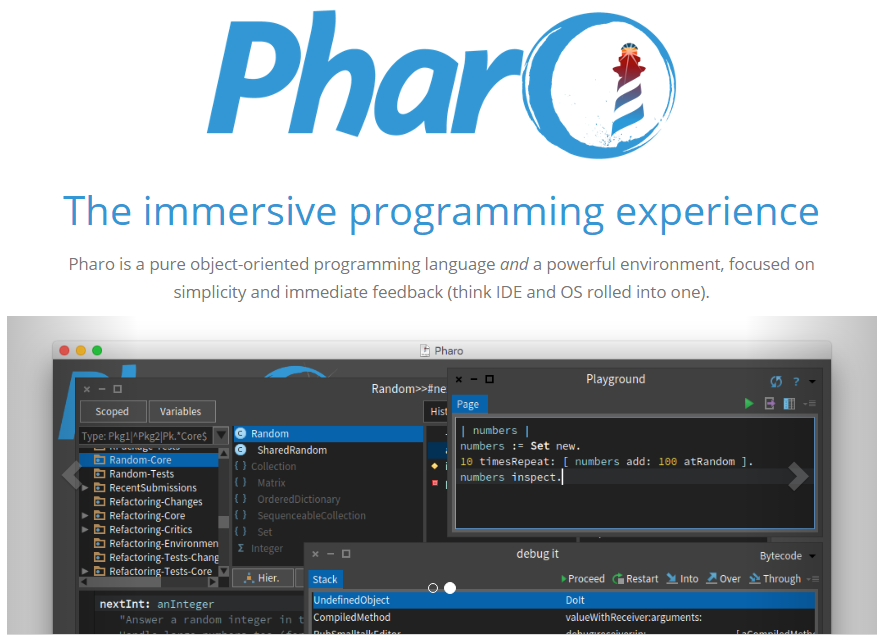 Pharo
The immersive programming experience
Pharo is a pure object-oriented programming language and a powerful environment, focused on
simplicity and immediate feedback (think IDE and OS rolled into one).
Pharo
Random>>#ne
Scoped
Variables
Hist
Type: Pkg1|^Pkg2|Pk.*Core$
Random-Core
Random-Tests
RecentSubmissions
Refactoring-Changes
Refactoring-Core
Refactoring-Critics
Refactoring-Environmen
Refactoring-Tests-Chang
Refactoring-Tests-Core
Random
SharedRandom
Collection
Matrix
OrderedDictionary
SequenceableCollection
Set
Integer
Hier.
nextInt: anInteger
"Answer a random integer in t
Playground
?
Page
| numbers |
numbers := Set new.
10 timesRepeat: [ numbers add: 100 atRandom ].
numbers inspect.
debug it
Bytecode
Stack
Proceed
Restart
Into
Over
Through
UndefinedObject
DoIt
CompiledMethod
valueWithReceiver:arguments: